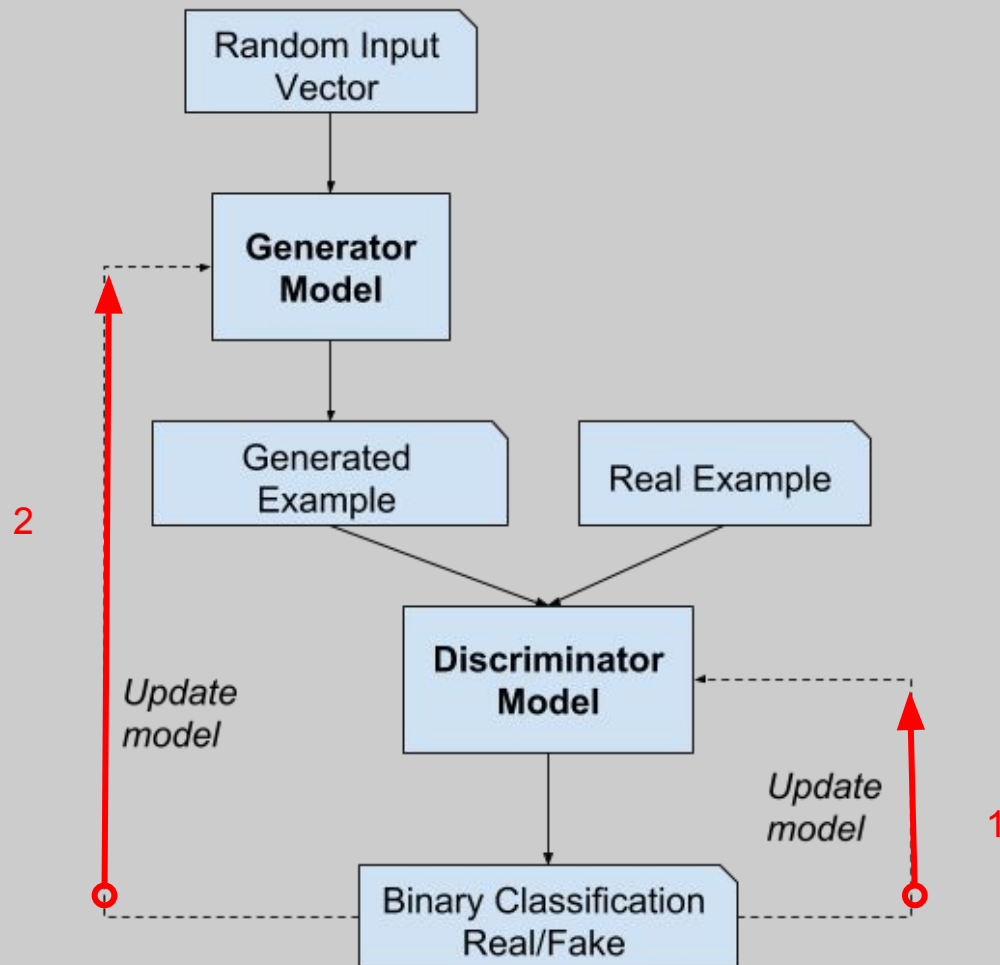 Random Input
Vector
Generator
Model
Generated
Example
Real Example
2
Discriminator
Model
Update
model
Update
model
1
Binary Classification
Real/Fake